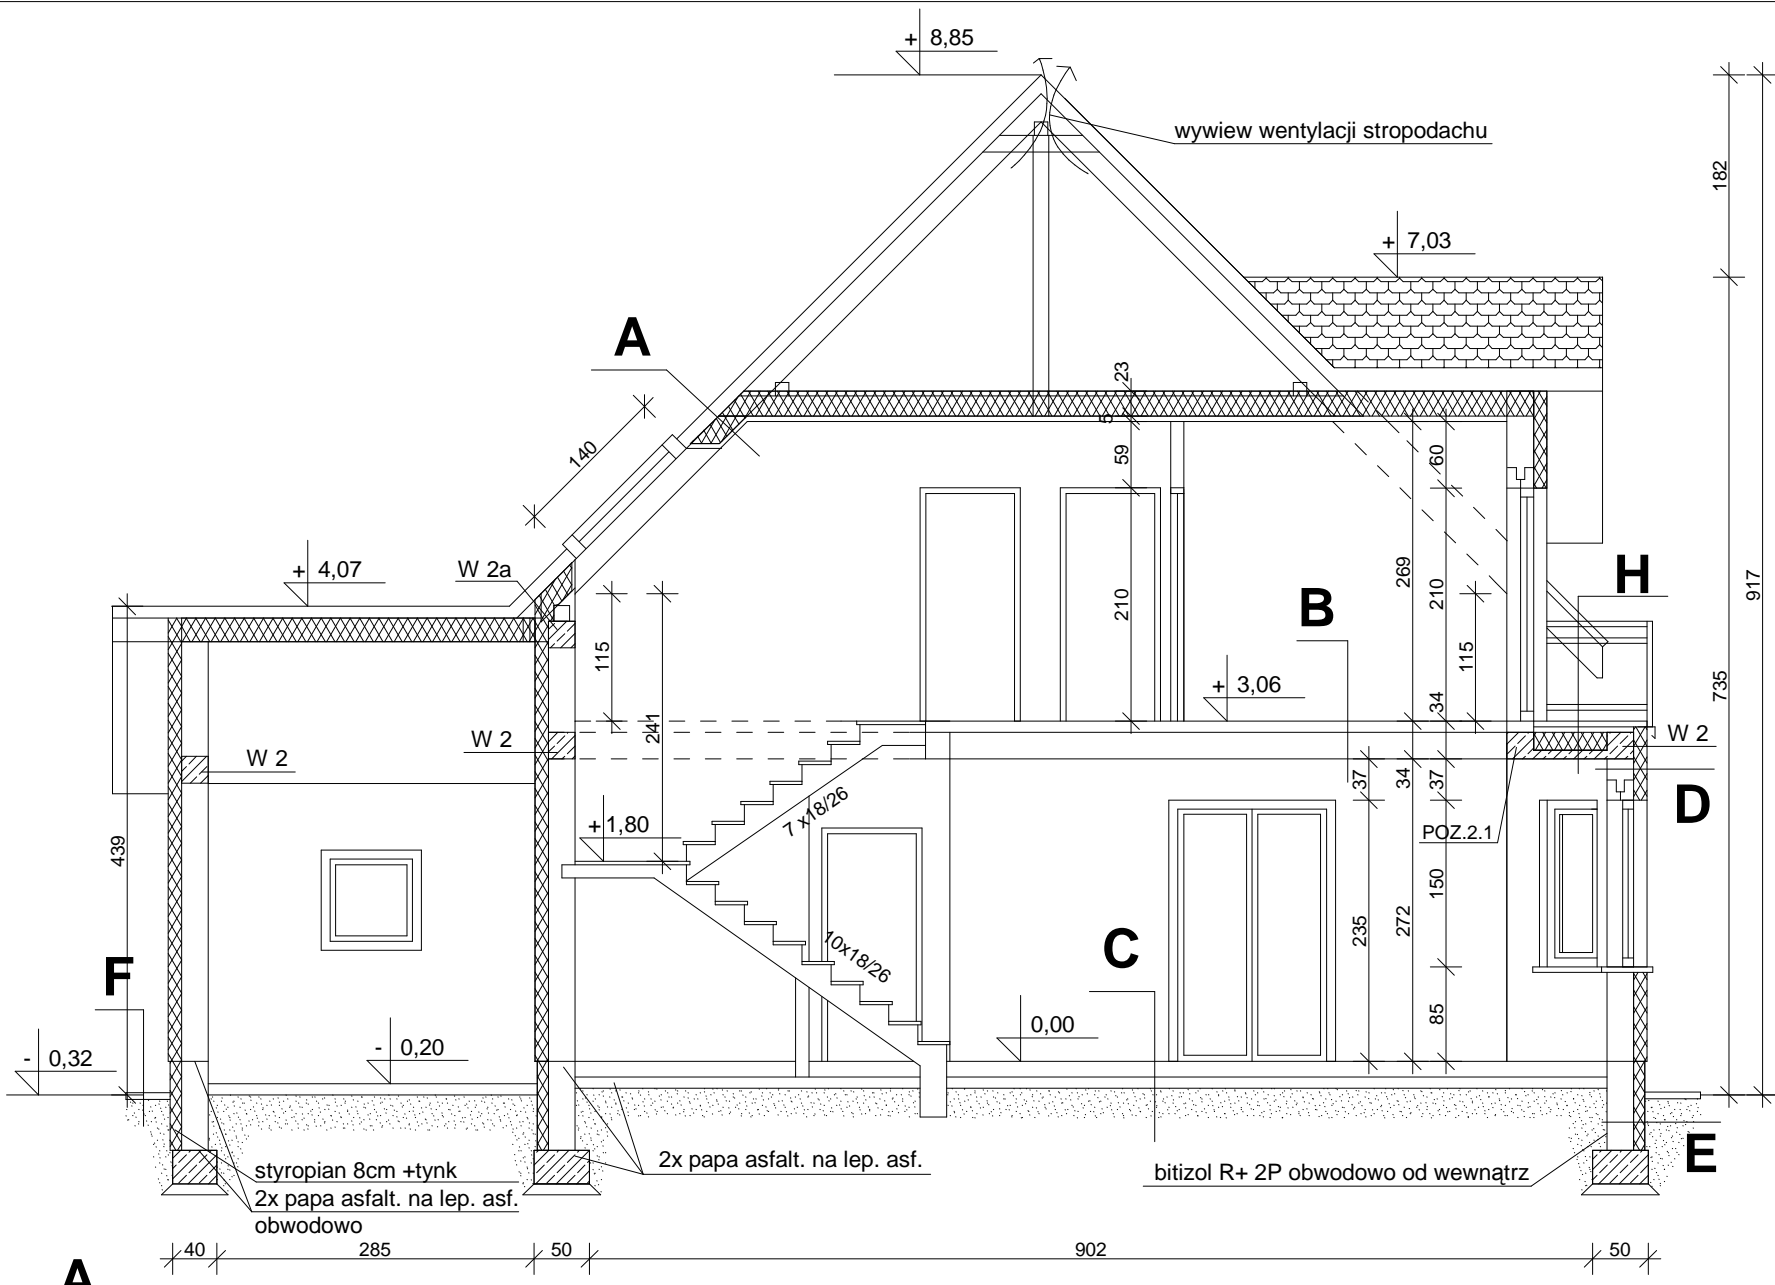 + 8,85
wywiew wentylacji stropodachu
182
+ 7,03
A
23
5
140
59
60
+ 4,07
W 2a
269
210
H
917
115
210
B
115
+ 3,06
735
241
34
W 2
W 2
W 2
37
34
37
D
7 x18/26
+1,80
POZ.2.1
439
150
235
272
10x18/26
C
F
85
0,00
- 0,32
- 0,20
E
styropian 8cm +tynk
2x papa asfalt. na lep. asf.
obwodowo
2x papa asfalt. na lep. asf.
bitizol R+ 2P obwodowo od wewnątrz
40
285
50
902
50
A